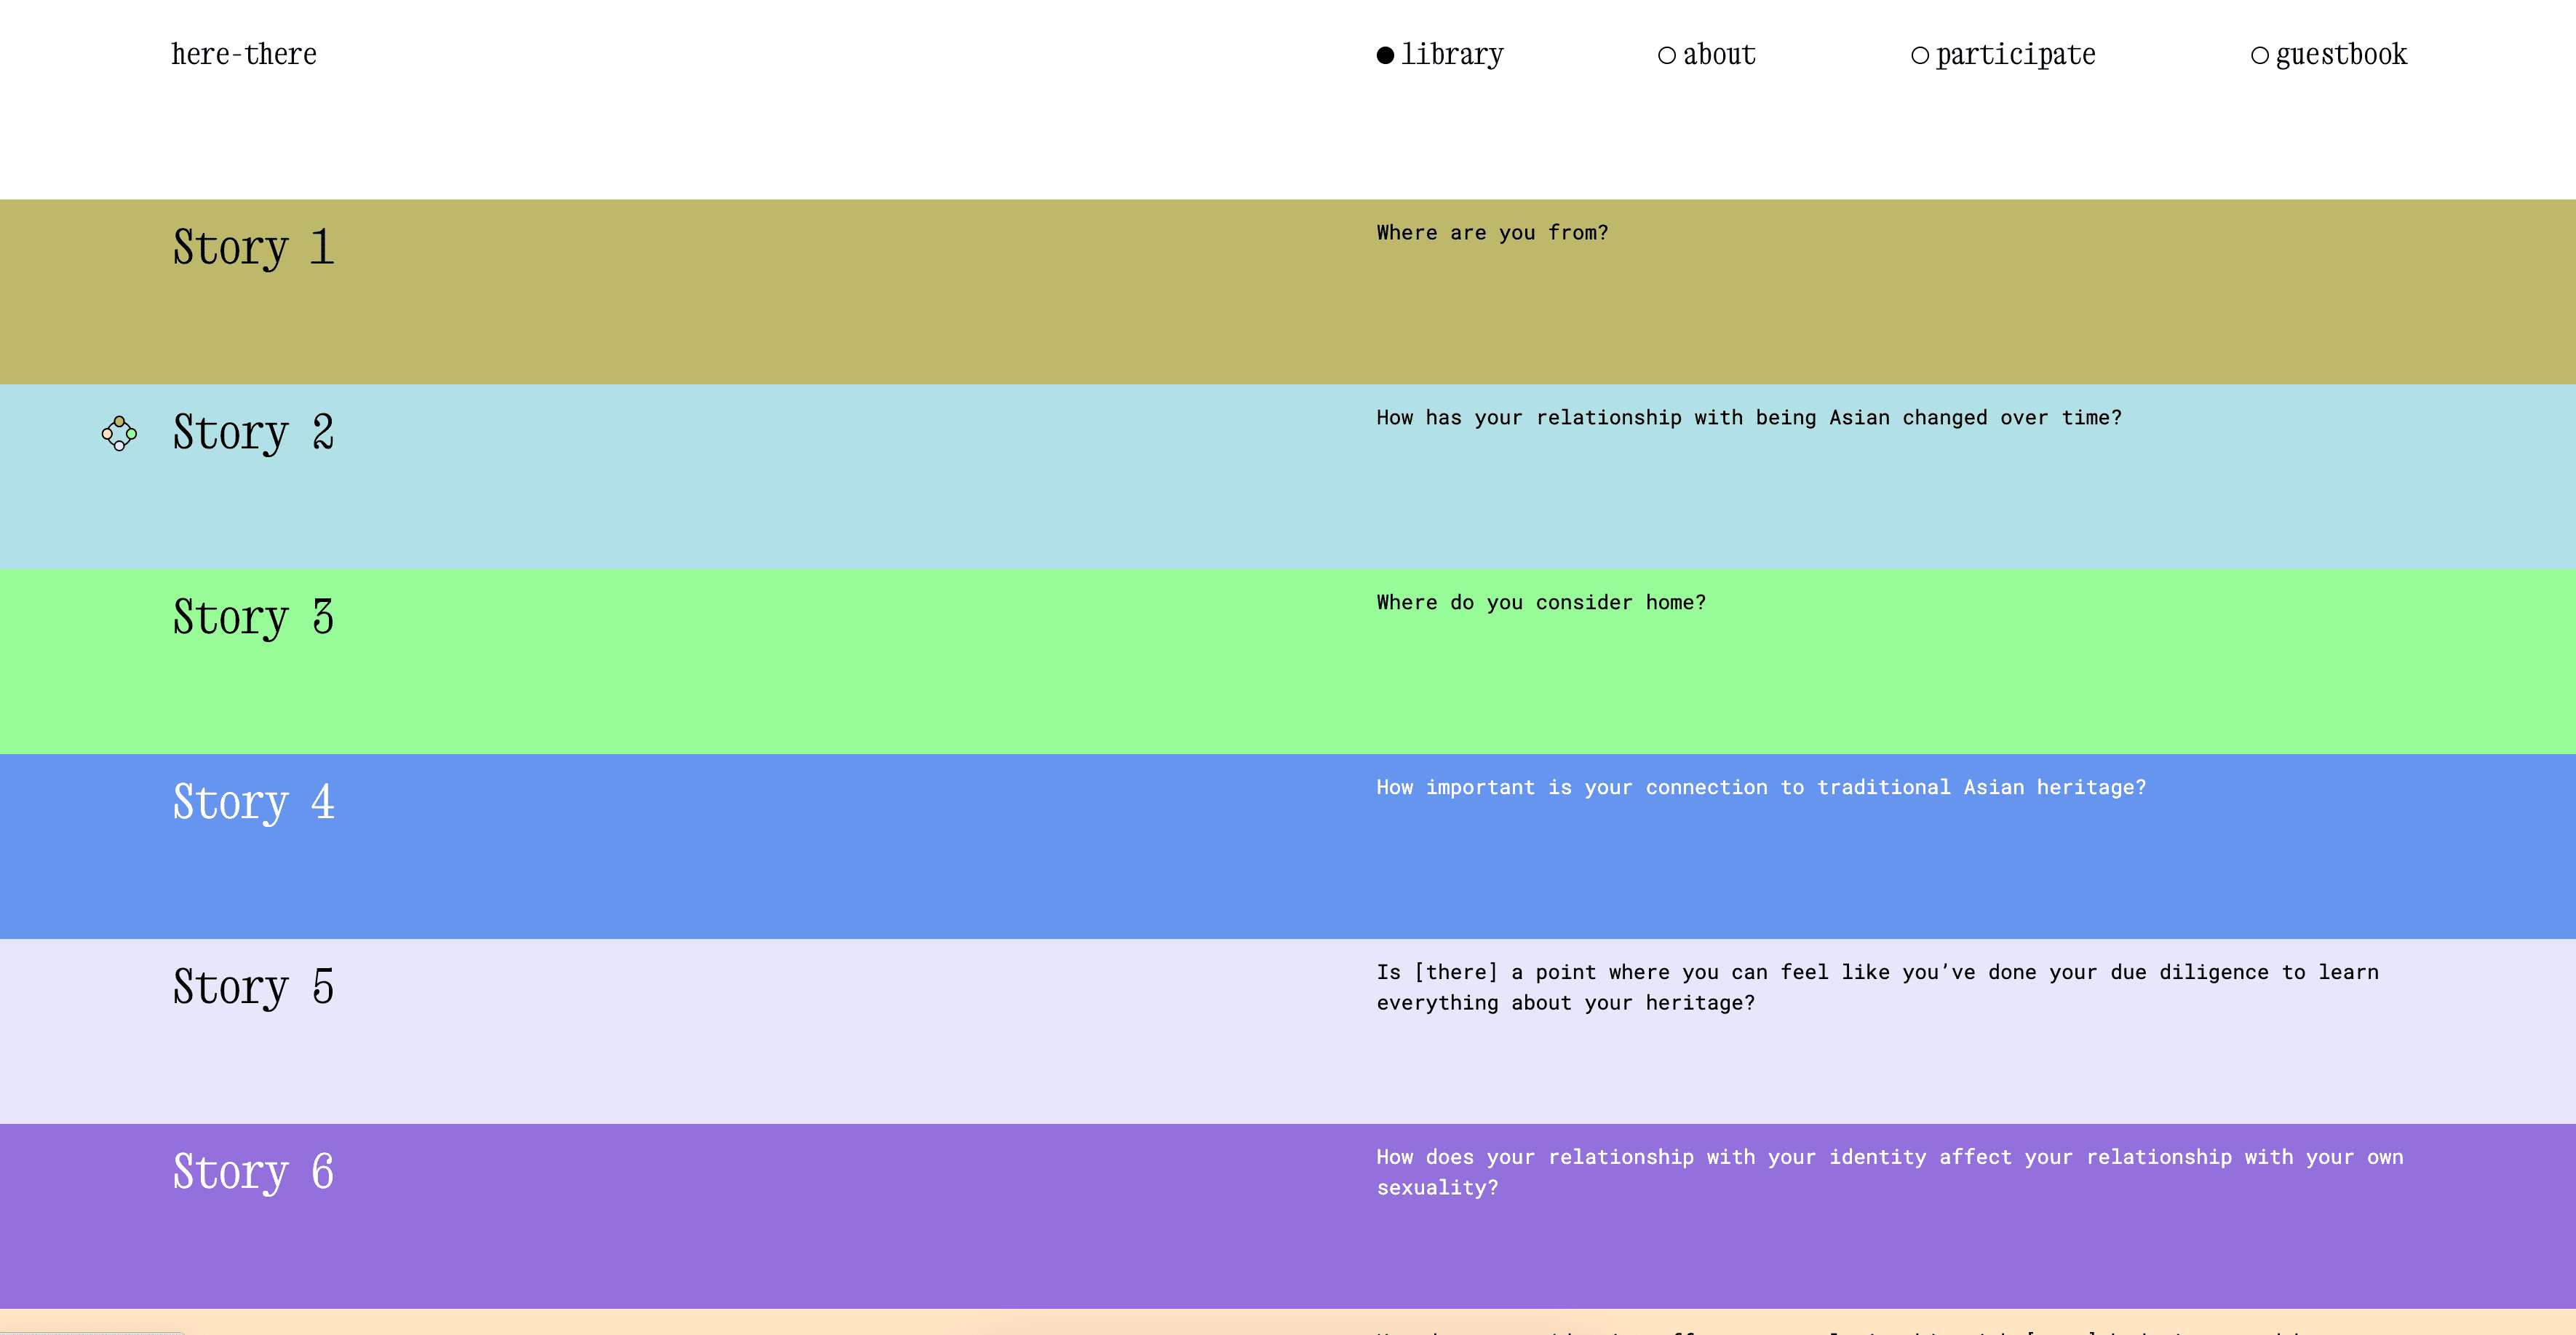 here-there
library
about
participate
guestbook
Story 1
Where are you from?
Story 2
How has your relationship with being Asian changed over time?
Story 3
Where do you consider home?
Story 4
How important is your connection to traditional Asian heritage?
Story 5
Is [there] a point where you can feel like you’ve done your due diligence to learn
everything about your heritage?
Story 6
How does your relationship with your identity affect your relationship with your own
sexuality?